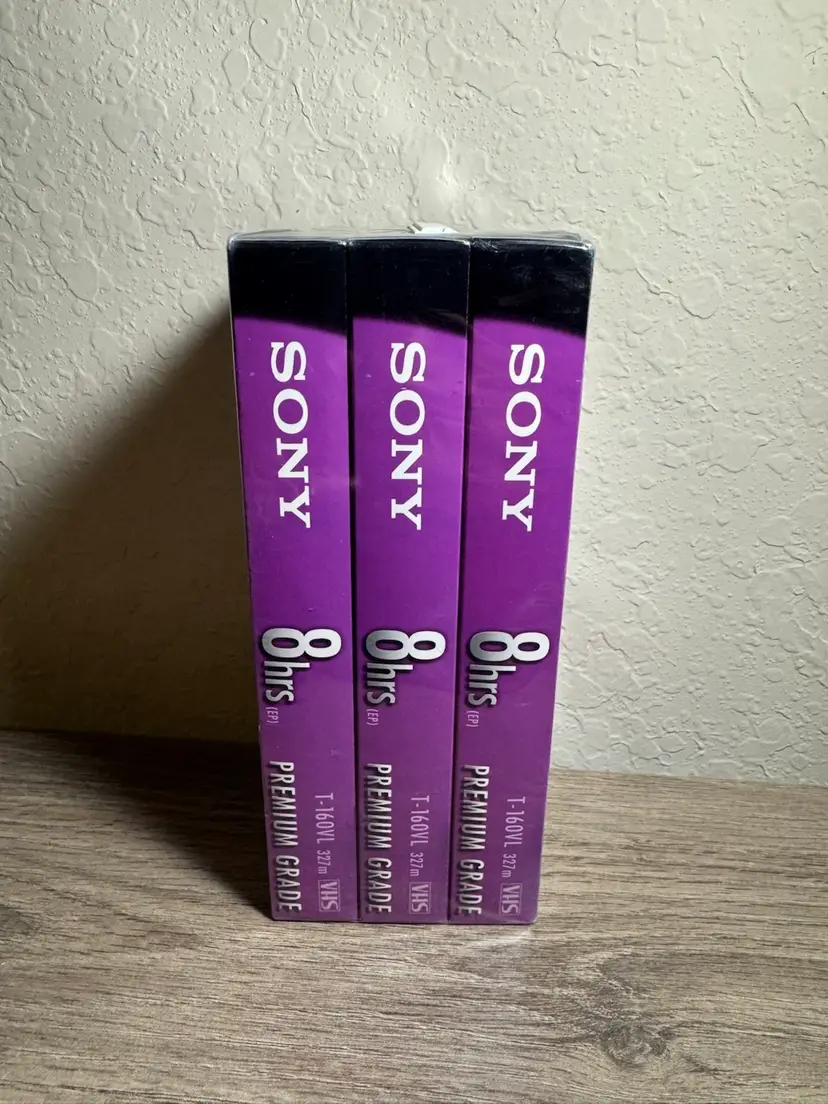 SONY
8hrs (EP)
T-160VL 327m VHS
PREMIUM GRADE
SONY
8hrs (EP)
T-160VL 327m VHS
PREMIUM GRADE
SONY
8hrs (EP)
T-160VL 327m VHS
PREMIUM GRADE